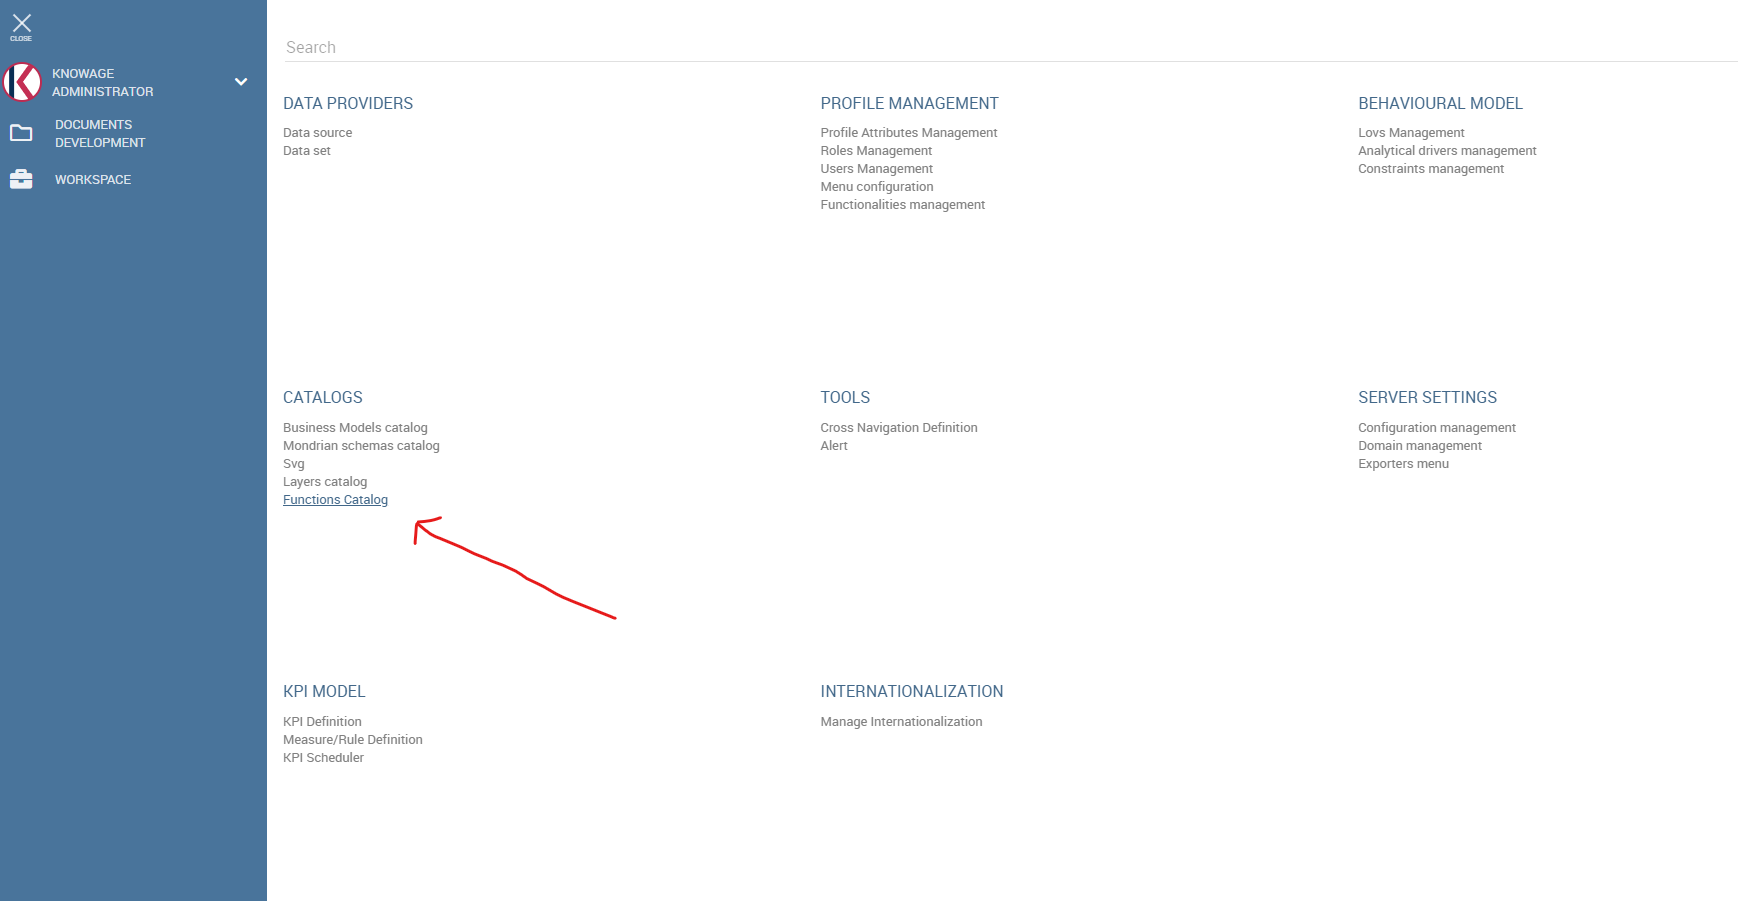 CLOSE
KNOWAGE
ADMINISTRATOR
DOCUMENTS
DEVELOPMENT
WORKSPACE
Search
DATA PROVIDERS
Data source
Data set
PROFILE MANAGEMENT
Profile Attributes Management
Roles Management
Users Management
Menu configuration
Functionalities management
BEHAVIOURAL MODEL
Lovs Management
Analytical drivers management
Constraints management
CATALOGS
Business Models catalog
Mondrian schemas catalog
Svg
Layers catalog
Functions Catalog
TOOLS
Cross Navigation Definition
Alert
SERVER SETTINGS
Configuration management
Domain management
Exporters menu
KPI MODEL
KPI Definition
Measure/Rule Definition
KPI Scheduler
INTERNATIONALIZATION
Manage Internationalization